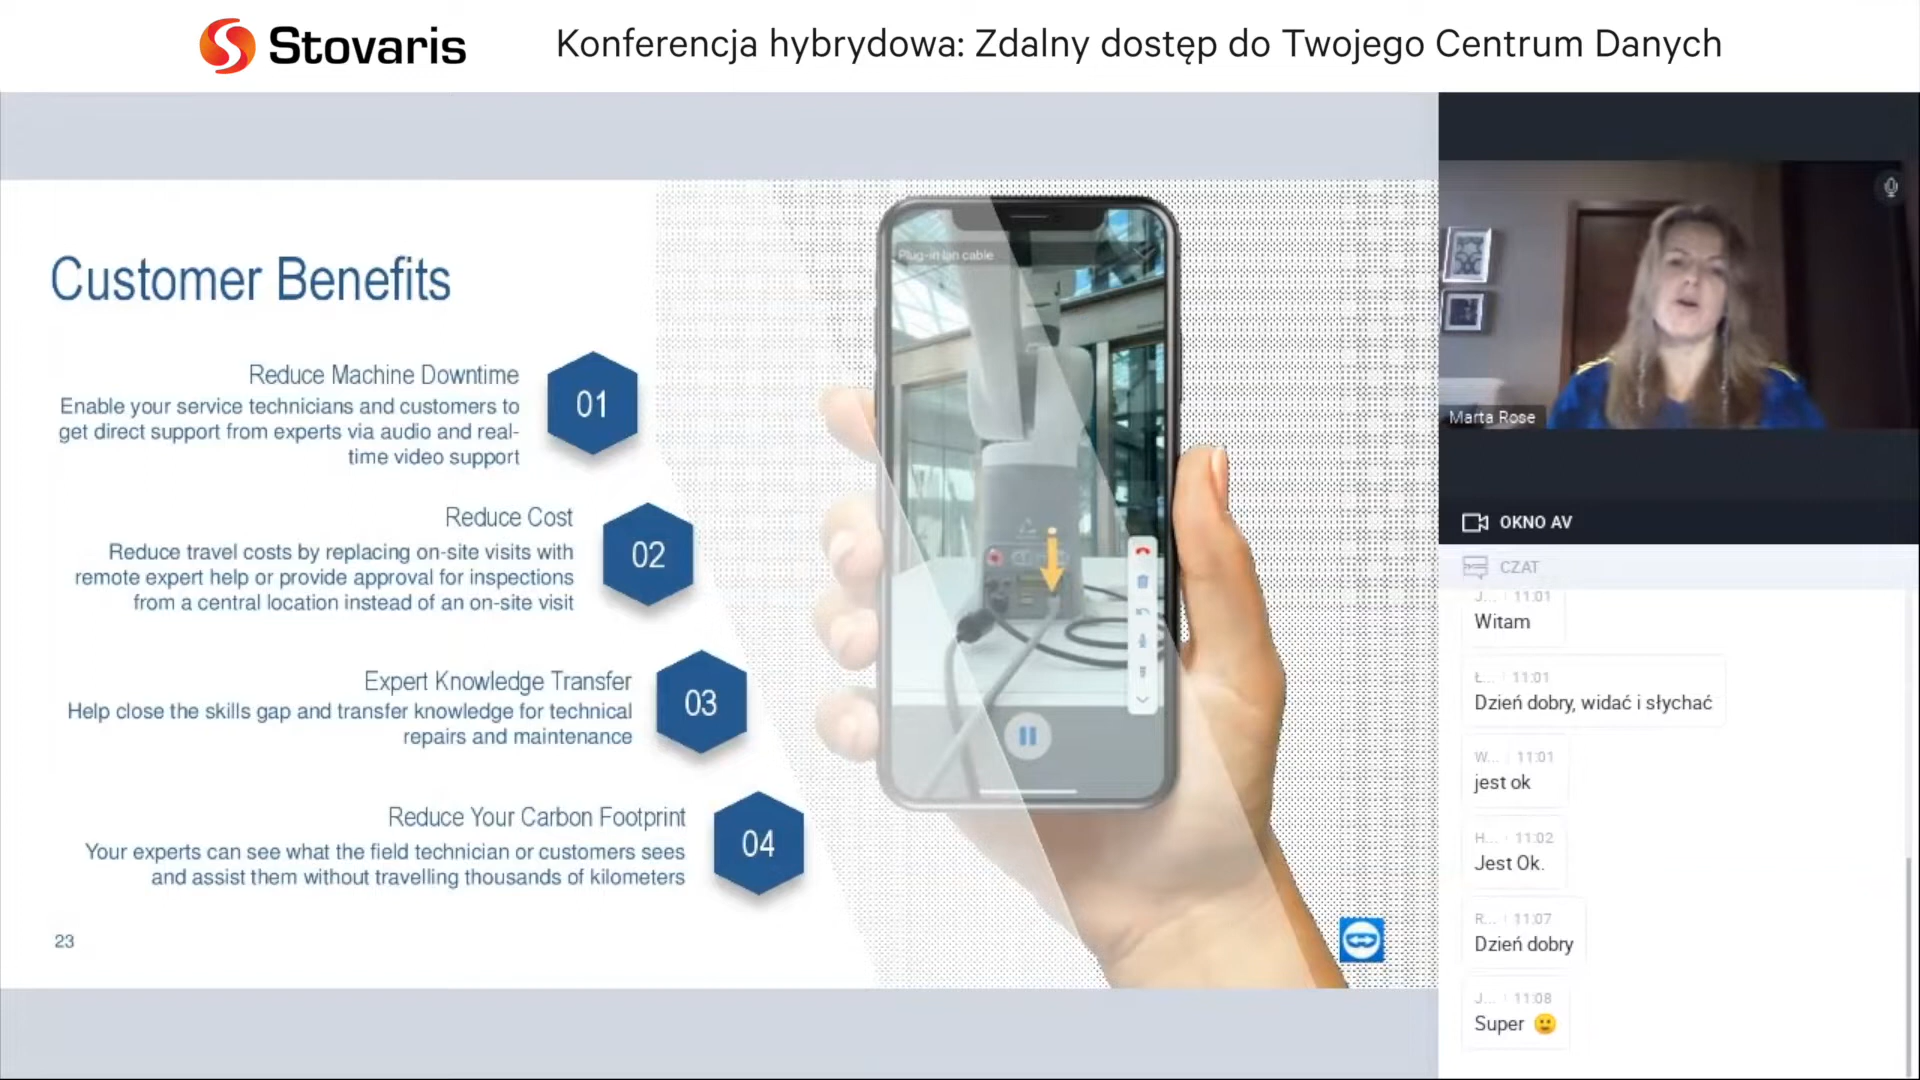 Stovaris
Konferencja hybrydowa: Zdalny dostęp do Twojego Centrum Danych
Customer Benefits
Reduce Machine Downtime
Enable your service technicians and customers to
get direct support from experts via audio and real-
time video support
01
Reduce Cost
Reduce travel costs by replacing on-site visits with
remote expert help or provide approval for inspections
from a central location instead of an on-site visit
02
Expert Knowledge Transfer
Help close the skills gap and transfer knowledge for technical
repairs and maintenance
03
Reduce Your Carbon Footprint
Your experts can see what the field technician or customers sees
and assist them without travelling thousands of kilometers
04
23
Plug-in lan cable
Marta Rose
OKNO AV
CZAT
J... 11:01
Witam
Ł... 11:01
Dzień dobry, widać i słychać
W... 11:01
jest ok
H... 11:02
Jest Ok.
R... 11:07
Dzień dobry
J... 11:08
Super 🙂